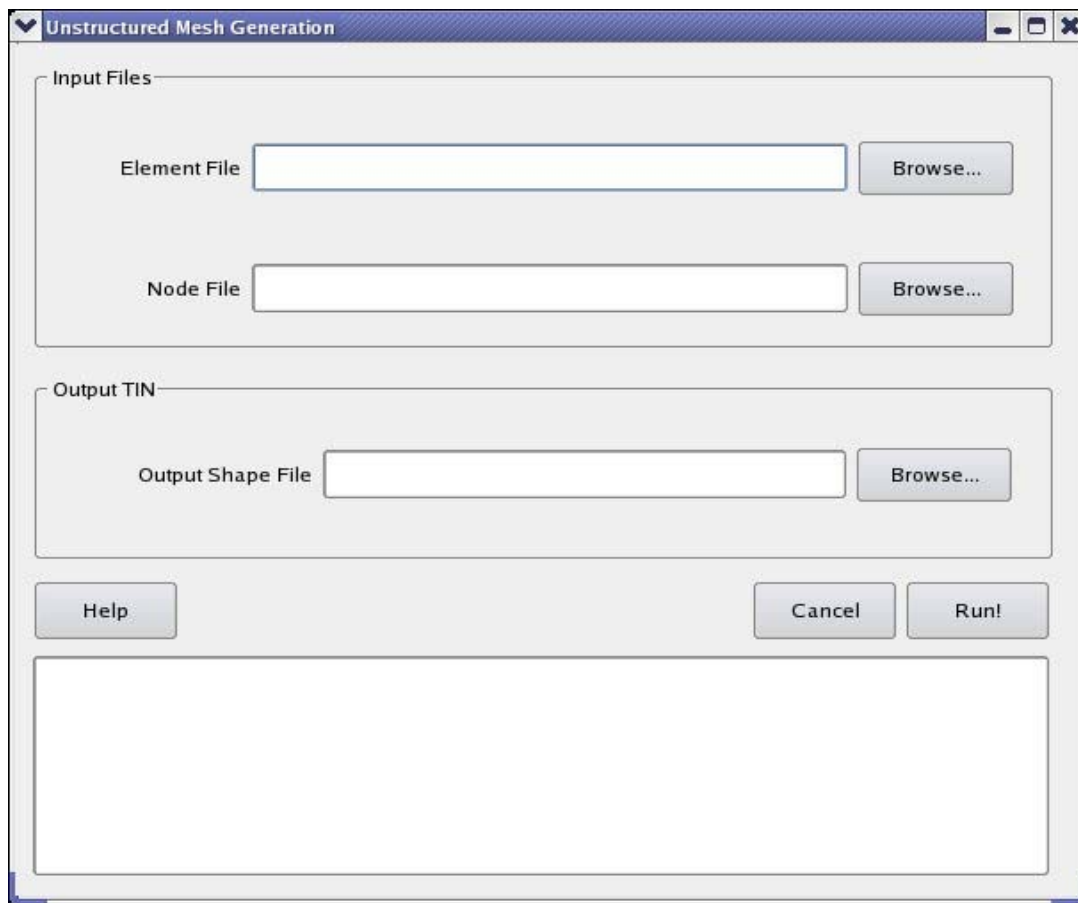 Unstructured Mesh Generation
Input Files
Element File Browse...
Node File Browse...
Output TIN
Output Shape File Browse...
Help Cancel Run!